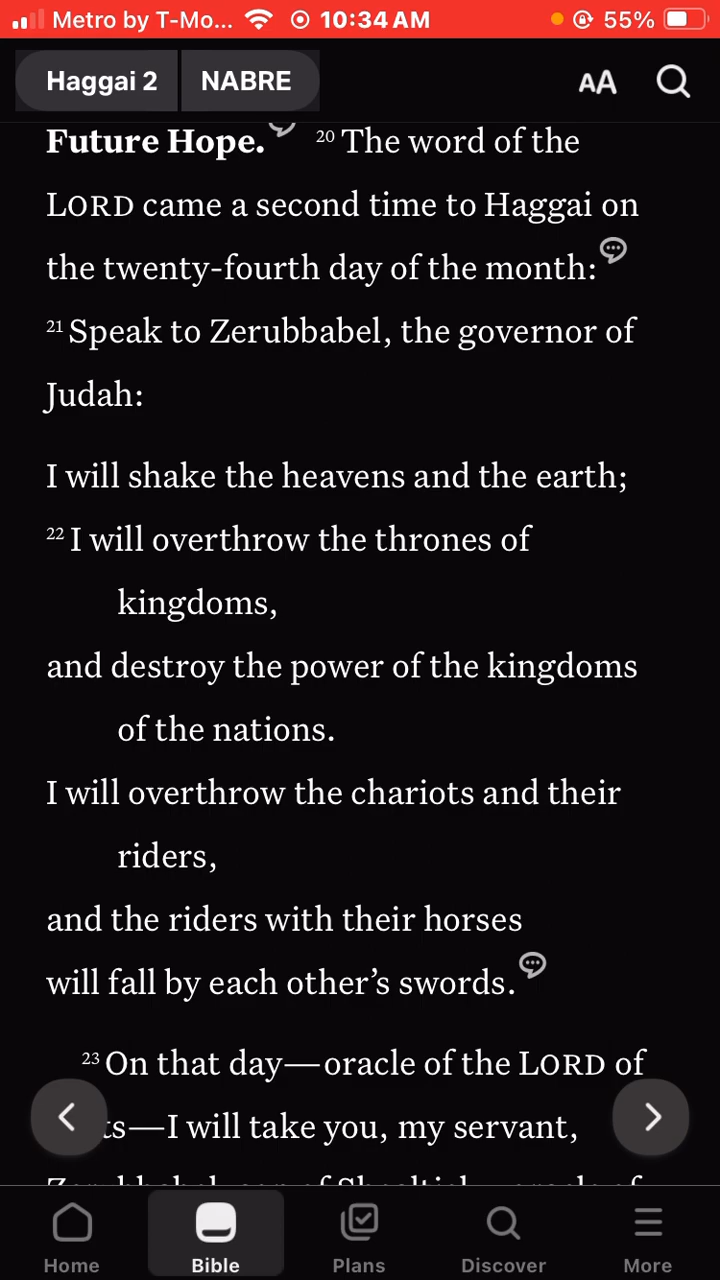 Metro by T-Mo... 10:34 AM 55%
Haggai 2 NABRE AA
Future Hope. 20 The word of the
LORD came a second time to Haggai on
the twenty-fourth day of the month:
21 Speak to Zerubbabel, the governor of
Judah:
I will shake the heavens and the earth;
22 I will overthrow the thrones of
kingdoms,
and destroy the power of the kingdoms
of the nations.
I will overthrow the chariots and their
riders,
and the riders with their horses
will fall by each other’s swords.
23 On that day—oracle of the LORD of
ts—I will take you, my servant,
Home Bible Plans Discover More